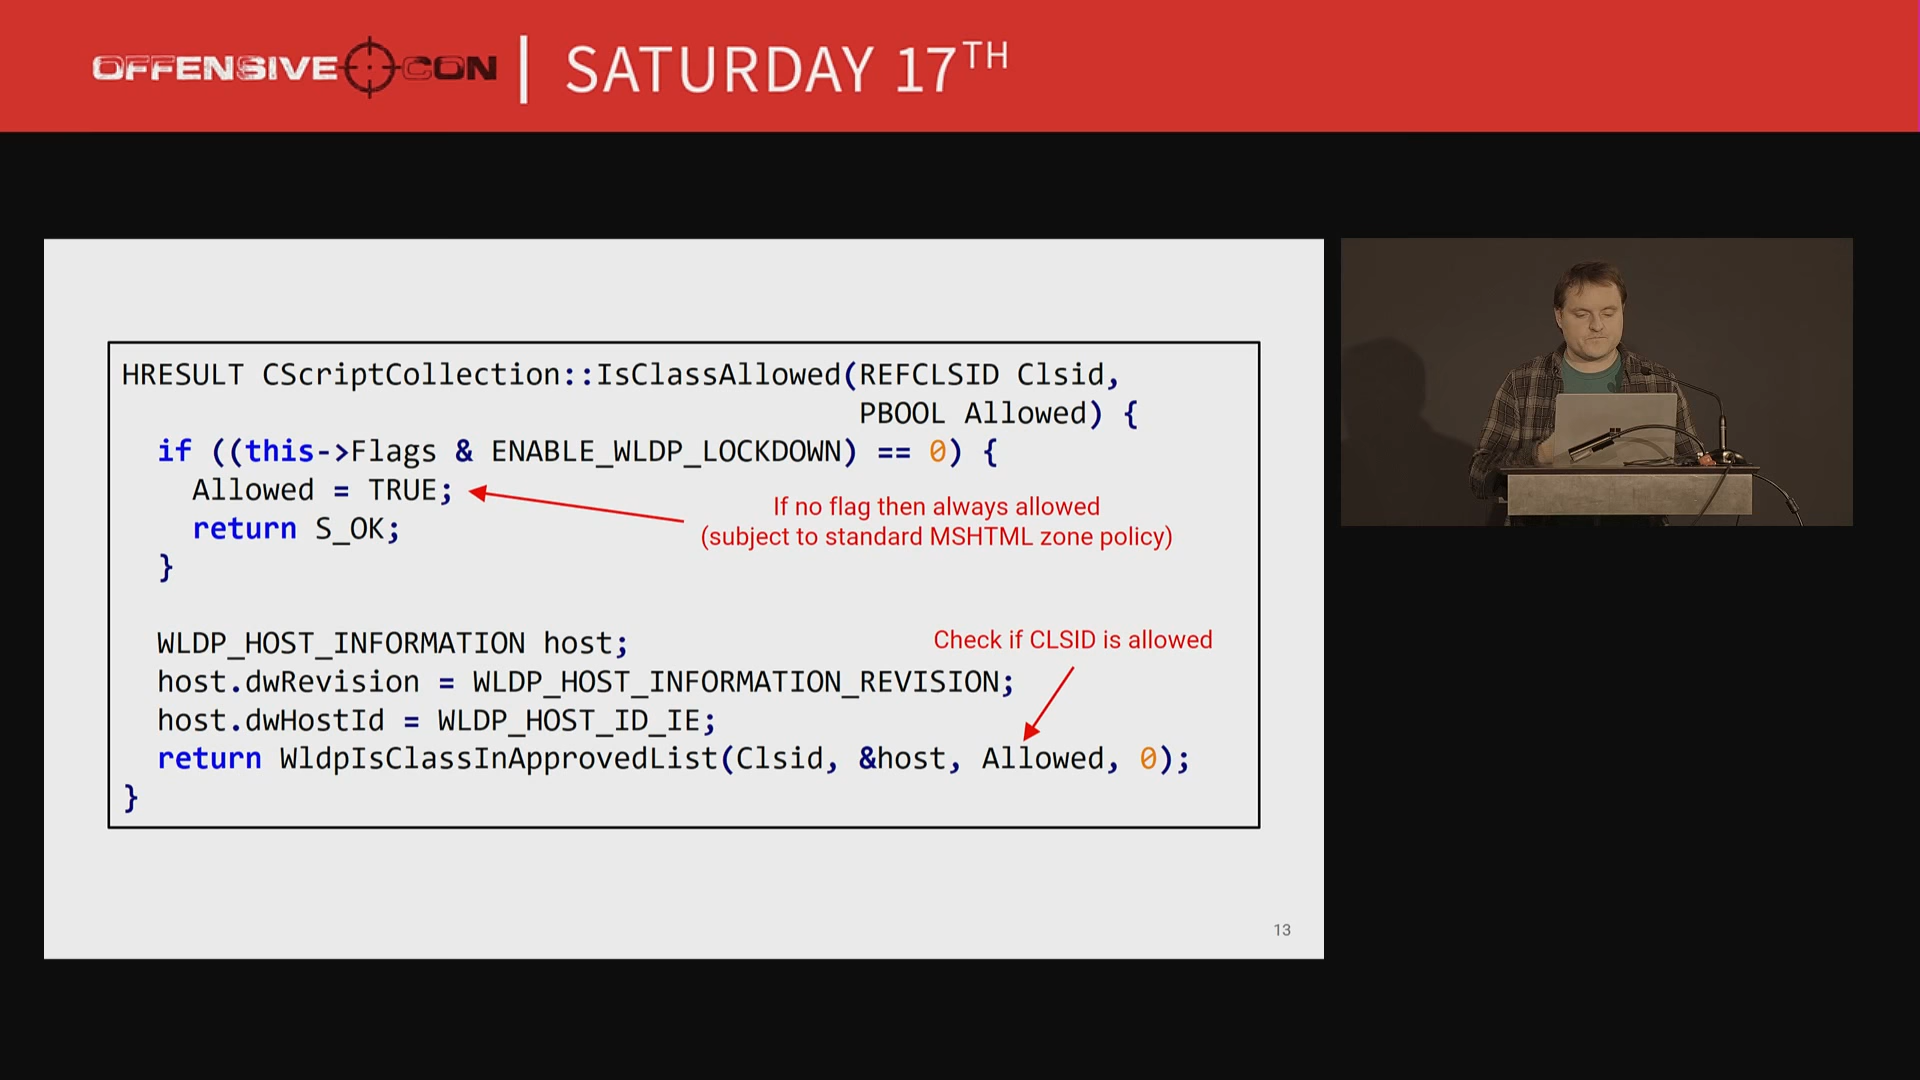 OFFENSIVE CON | SATURDAY 17TH
HRESULT CScriptCollection::IsClassAllowed(REFCLSID Clsid,
PBOOL Allowed) {
if ((this->Flags & ENABLE_WLDP_LOCKDOWN) == 0) {
Allowed = TRUE;
If no flag then always allowed
return S_OK;
(subject to standard MSHTML zone policy)
}
WLDP_HOST_INFORMATION host;
Check if CLSID is allowed
host.dwRevision = WLDP_HOST_INFORMATION_REVISION;
host.dwHostId = WLDP_HOST_ID_IE;
return WldpIsClassInApprovedList(Clsid, &host, Allowed, 0);
}
13